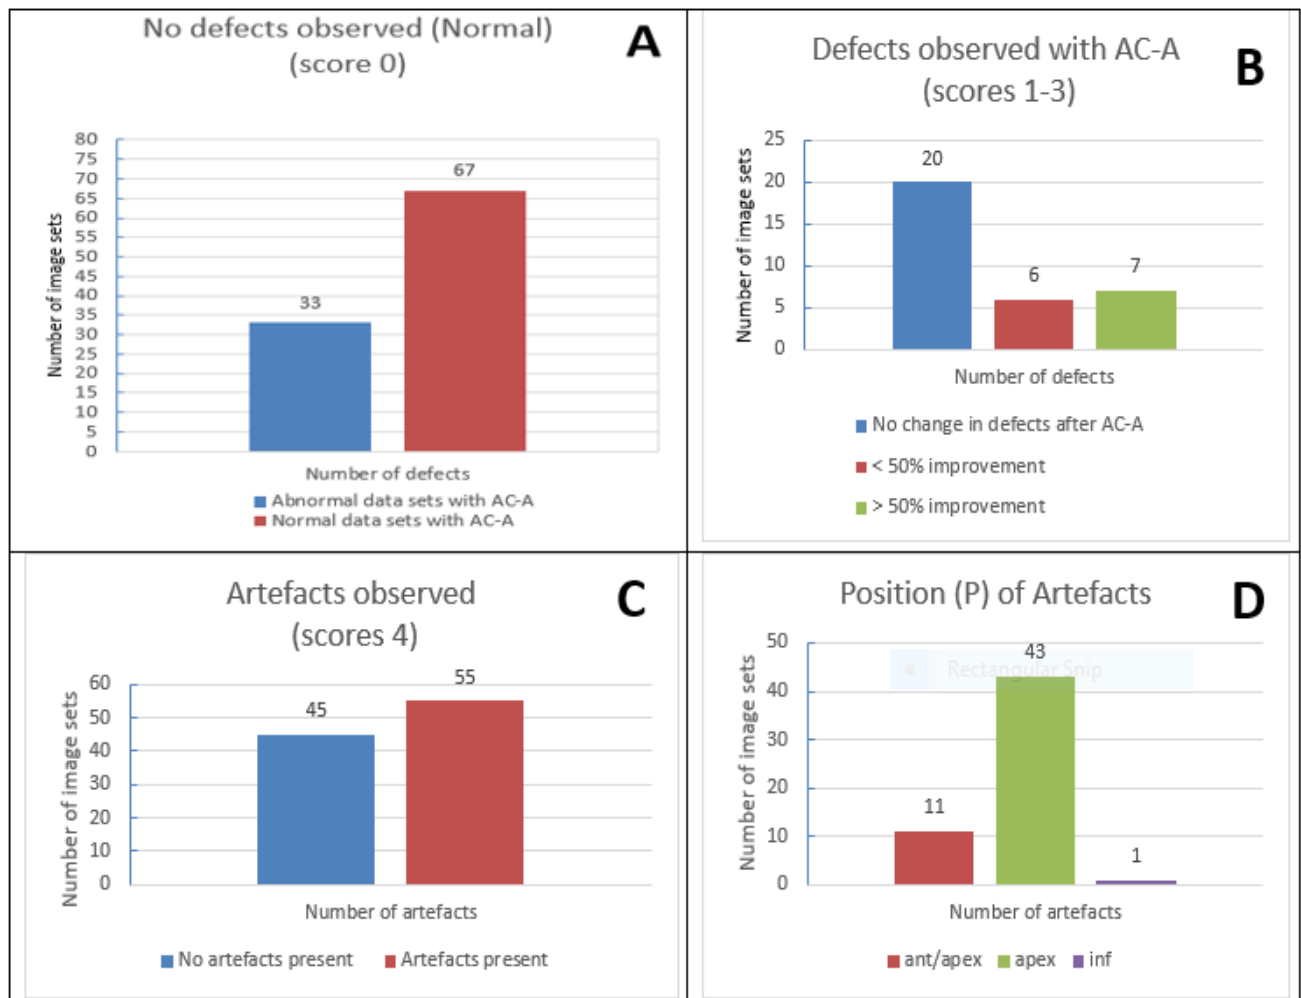 No defects observed (Normal)
(score 0)
A
80
75
70
65
60
55
50
45
40
35
30
25
20
15
10
5
0
Number of image sets
33
67
Number of defects
Abnormal data sets with AC-A
Normal data sets with AC-A
Defects observed with AC-A
(scores 1-3)
B
25
20
15
10
5
0
Number of image sets
20
6
7
Number of defects
No change in defects after AC-A
< 50% improvement
> 50% improvement
Artefacts observed
(scores 4)
C
60
50
40
30
20
10
0
Number of image sets
45
55
Number of artefacts
No artefacts present
Artefacts present
Position (P) of Artefacts
D
50
40
30
20
10
0
Number of image sets
11
43
1
Rectangular Snip
Number of artefacts
ant/apex
apex
inf